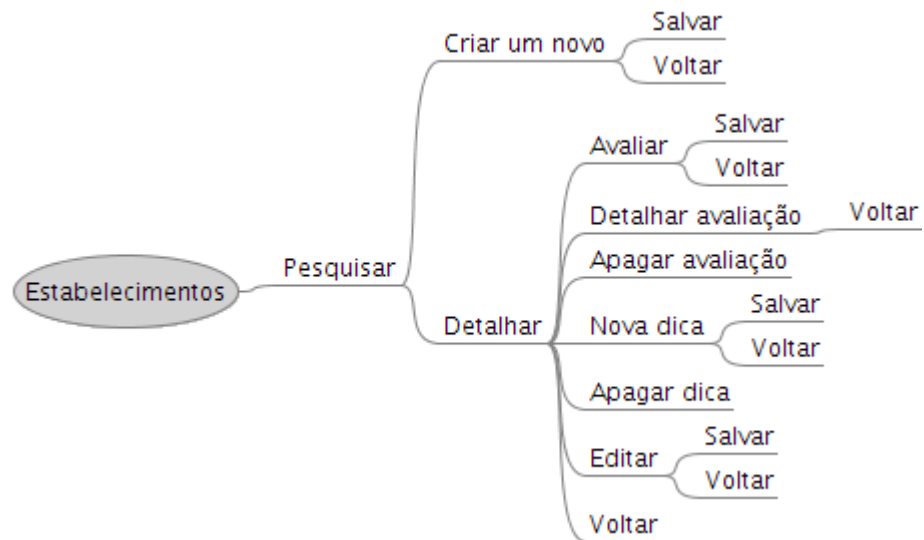 Salvar
Criar um novo
Voltar
Salvar
Avaliar
Voltar
Detalhar avaliação
Voltar
Pesquisar
Apagar avaliação
Estabelecimentos
Salvar
Detalhar
Nova dica
Voltar
Apagar dica
Salvar
Editar
Voltar
Voltar